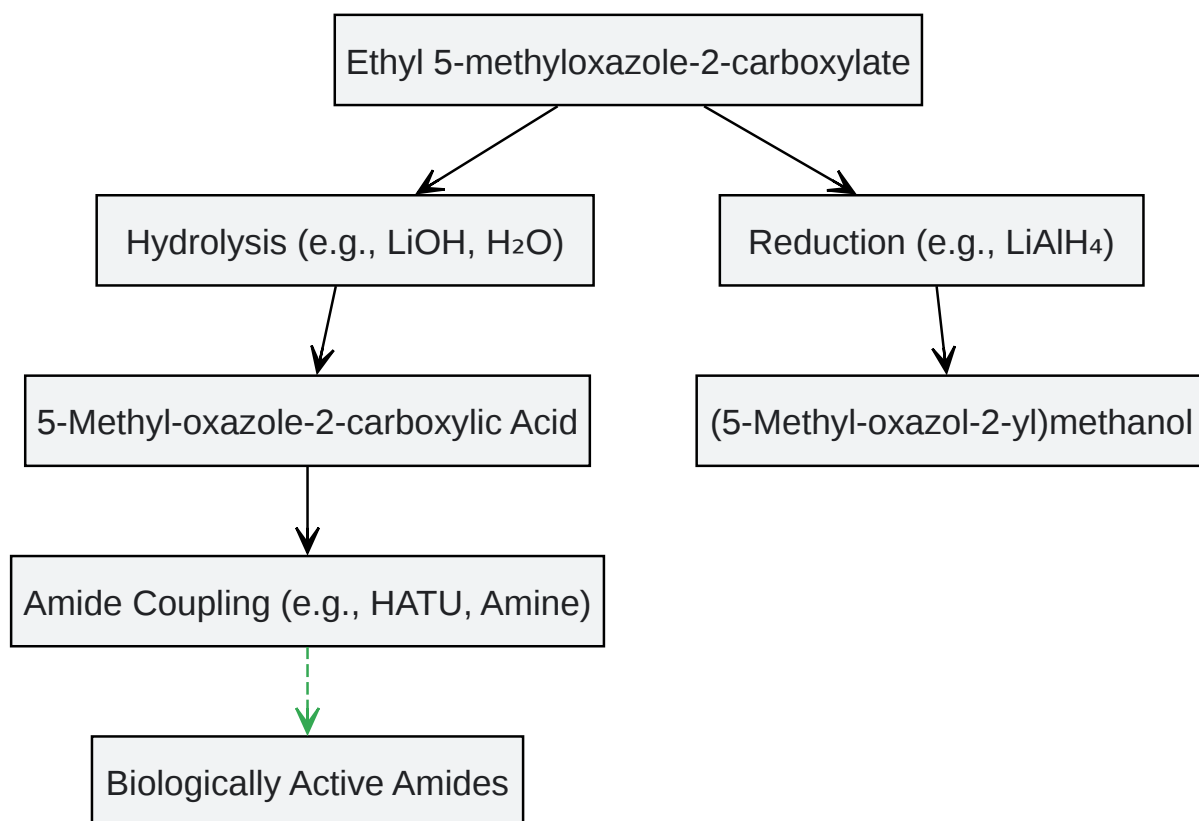 Ethyl 5-methyloxazole-2-carboxylate
Hydrolysis (e.g., LiOH, H₂O)
Reduction (e.g., LiAlH₄)
5-Methyl-oxazole-2-carboxylic Acid
(5-Methyl-oxazol-2-yl)methanol
Amide Coupling (e.g., HATU, Amine)
Biologically Active Amides